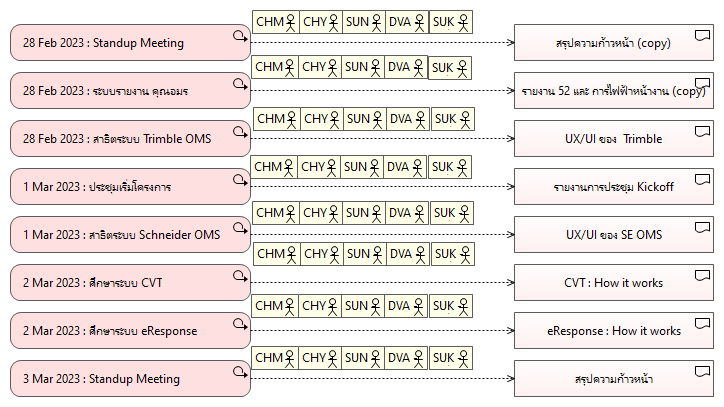 CHM CHY SUN DVA SUK
28 Feb 2023 : Standup Meeting
สรุปความก้าวหน้า (copy)
CHM CHY SUN DVA SUK
28 Feb 2023 : ระบบรายงาน คุณอมร
รายงาน 52 และ การไฟฟ้าหน้างาน (copy)
CHM CHY SUN DVA SUK
28 Feb 2023 : สาธิตระบบ Trimble OMS
UX/UI ของ Trimble
CHM CHY SUN DVA SUK
1 Mar 2023 : ประชุมเริ่มโครงการ
รายงานการประชุม Kickoff
CHM CHY SUN DVA SUK
1 Mar 2023 : สาธิตระบบ Schneider OMS
UX/UI ของ SE OMS
CHM CHY SUN DVA SUK
2 Mar 2023 : ศึกษาระบบ CVT
CVT : How it works
CHM CHY SUN DVA SUK
2 Mar 2023 : ศึกษาระบบ eResponse
eResponse : How it works
CHM CHY SUN DVA SUK
3 Mar 2023 : Standup Meeting
สรุปความก้าวหน้า